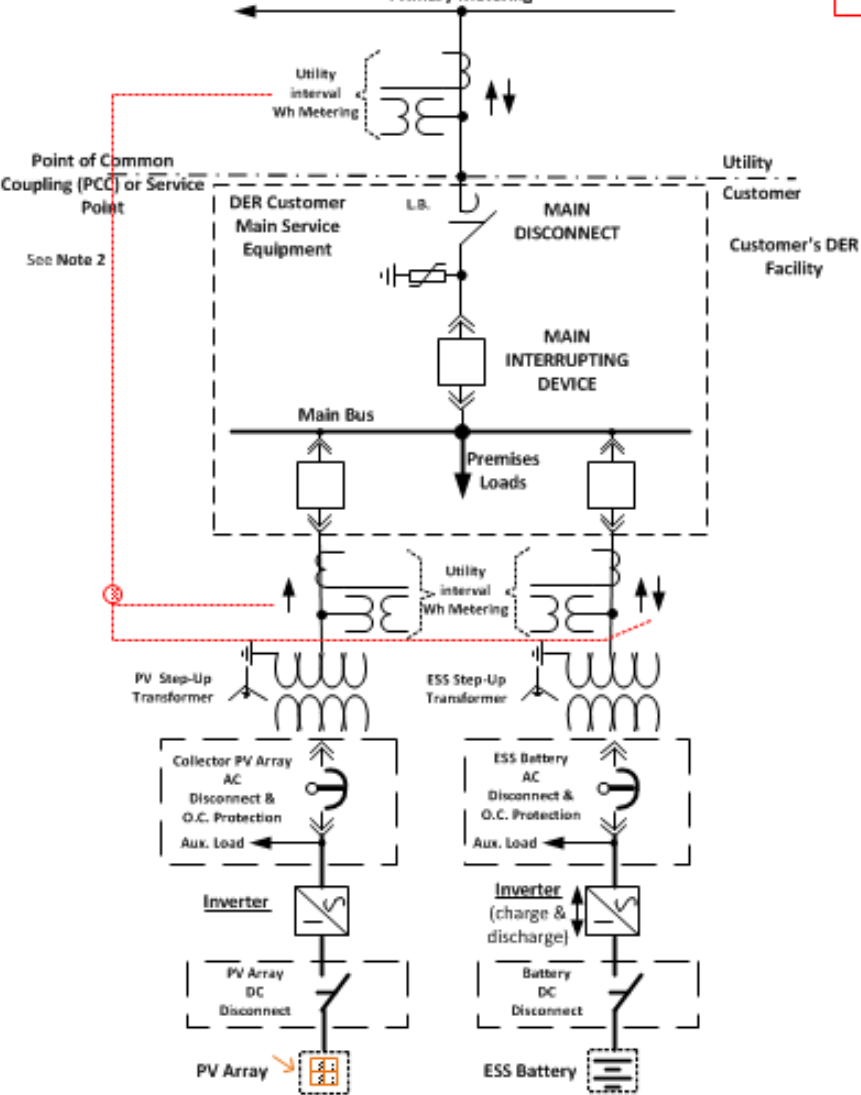 Primary Metering
Utility
interval
Wh Metering
Point of Common
Coupling (PCC) or Service
Point
Utility
Customer
DER Customer
Main Service
Equipment
L.B.
MAIN
DISCONNECT
Customer's DER
Facility
See Note 2
MAIN
INTERRUPTING
DEVICE
Main Bus
Premises
Loads
Utility
interval
Wh Metering
PV Step-Up
Transformer
ESS Step-Up
Transformer
Collector PV Array
AC
Disconnect &
O.C. Protection
Aux. Load
ESS Battery
AC
Disconnect &
O.C. Protection
Aux. Load
Inverter
Inverter
(charge &
discharge)
PV Array
DC
Disconnect
Battery
DC
Disconnect
PV Array
ESS Battery